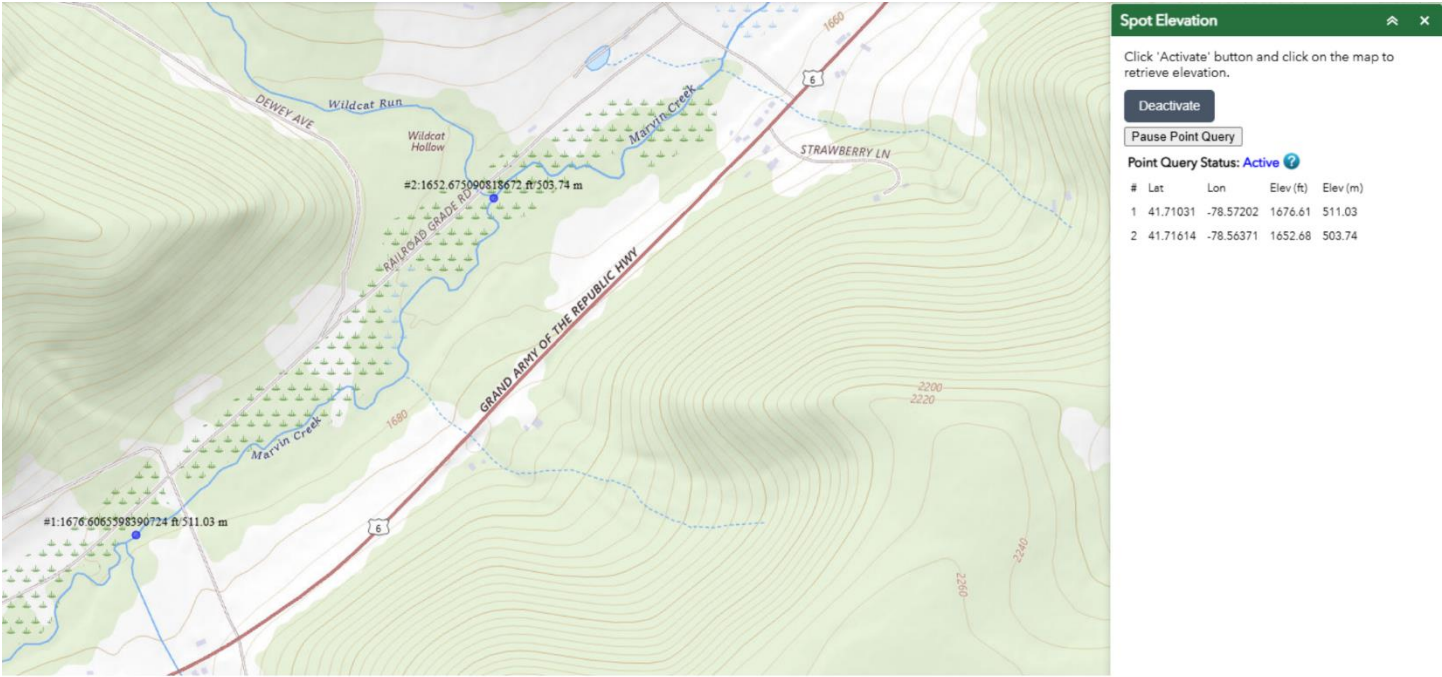 1660
6
DEWEY AVE
Wildcat Run
Marvin Creek
Wildcat
Hollow
STRAWBERRY LN
#2:1652.675090818672 ft/503.74 m
RAILROAD GRADE RD
GRAND ARMY OF THE REPUBLIC HWY
2200
2220
1680
Marvin Creek
#1:1676.6065598390724 ft/511.03 m
6
2240
2260
Spot Elevation
Click 'Activate' button and click on the map to
retrieve elevation.
Deactivate
Pause Point Query
Point Query Status: Active ?
# Lat Lon Elev (ft) Elev (m)
1 41.71031 -78.57202 1676.61 511.03
2 41.71614 -78.56371 1652.68 503.74